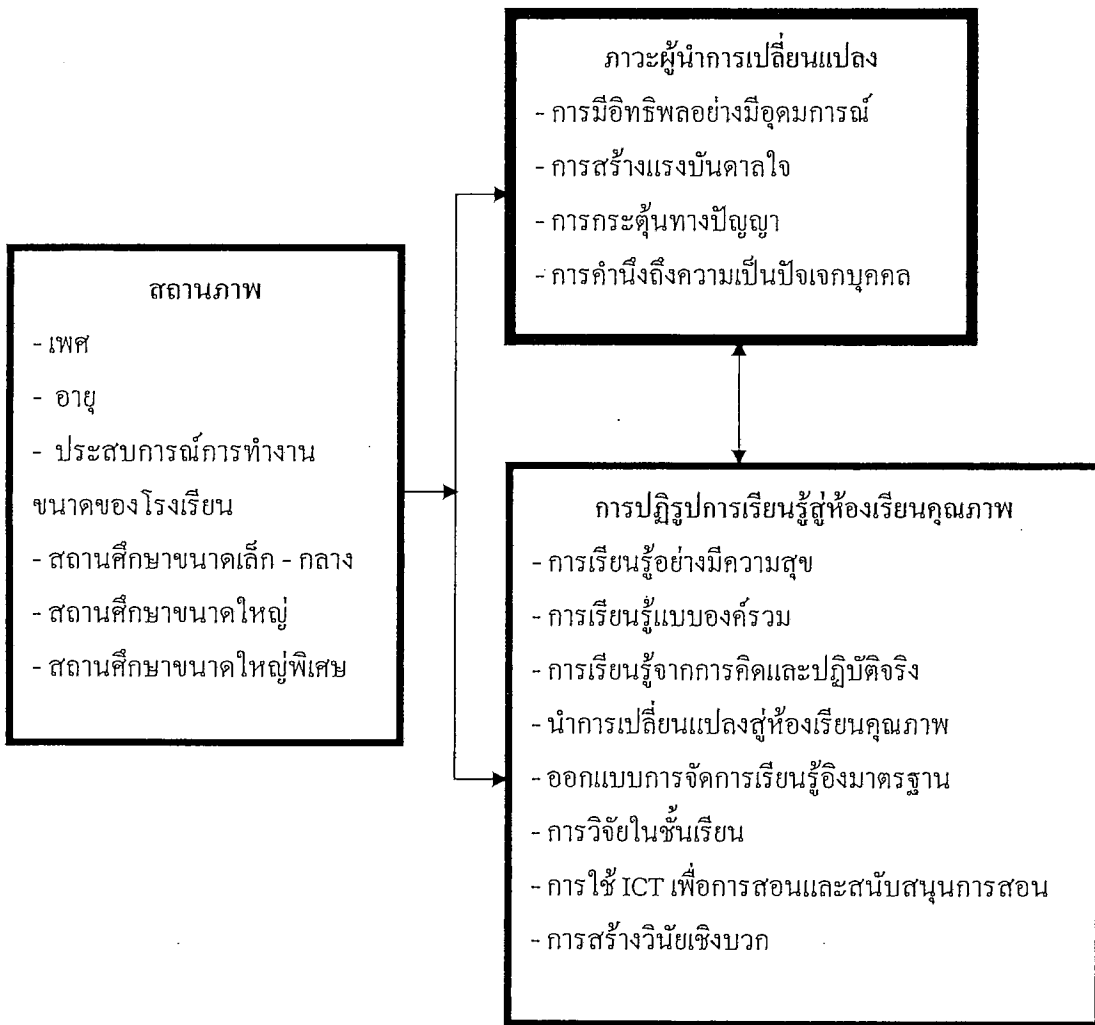 ภาวะผู้นำการเปลี่ยนแปลง
- การมีอิทธิพลอย่างมีอุดมการณ์
- การสร้างแรงบันดาลใจ
- การกระตุ้นทางปัญญา
- การคำนึงถึงความเป็นปัจเจกบุคคล
สถานภาพ
- เพศ
- อายุ
- ประสบการณ์การทำงาน
ขนาดของโรงเรียน
- สถานศึกษาขนาดเล็ก - กลาง
- สถานศึกษาขนาดใหญ่
- สถานศึกษาขนาดใหญ่พิเศษ
การปฏิรูปการเรียนรู้สู่ห้องเรียนคุณภาพ
- การเรียนรู้อย่างมีความสุข
- การเรียนรู้แบบองค์รวม
- การเรียนรู้จากการคิดและปฏิบัติจริง
- นำการเปลี่ยนแปลงสู่ห้องเรียนคุณภาพ
- ออกแบบการจัดการเรียนรู้อิงมาตรฐาน
- การวิจัยในชั้นเรียน
- การใช้ ICT เพื่อการสอนและสนับสนุนการสอน
- การสร้างวินัยเชิงบวก